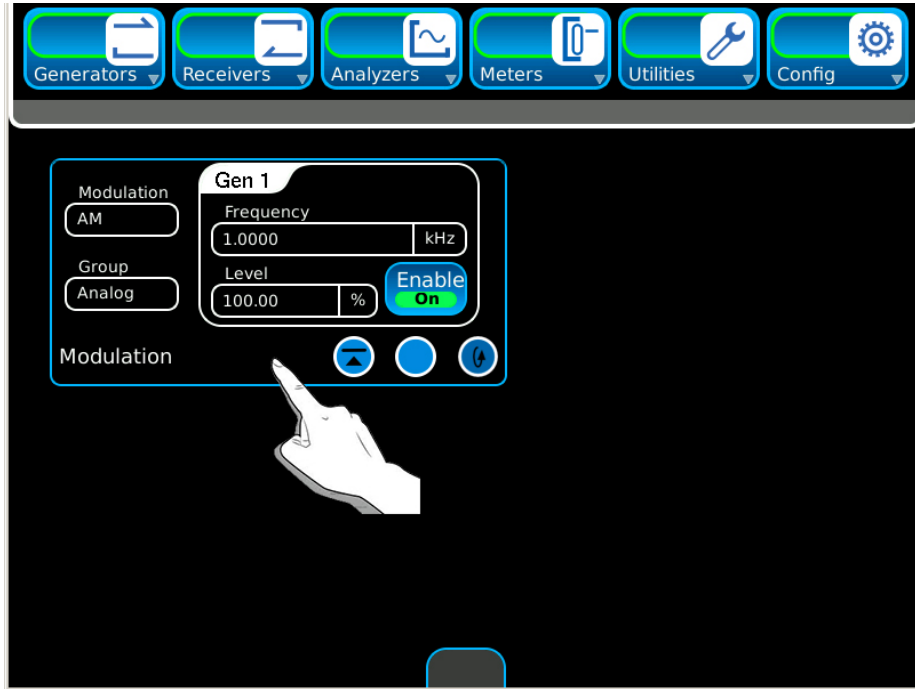 Generators Receivers Analyzers Meters Utilities Config
Modulation
AM
Group
Analog
Gen 1
Frequency
1.0000 kHz
Level
100.00 %
Enable
On
Modulation